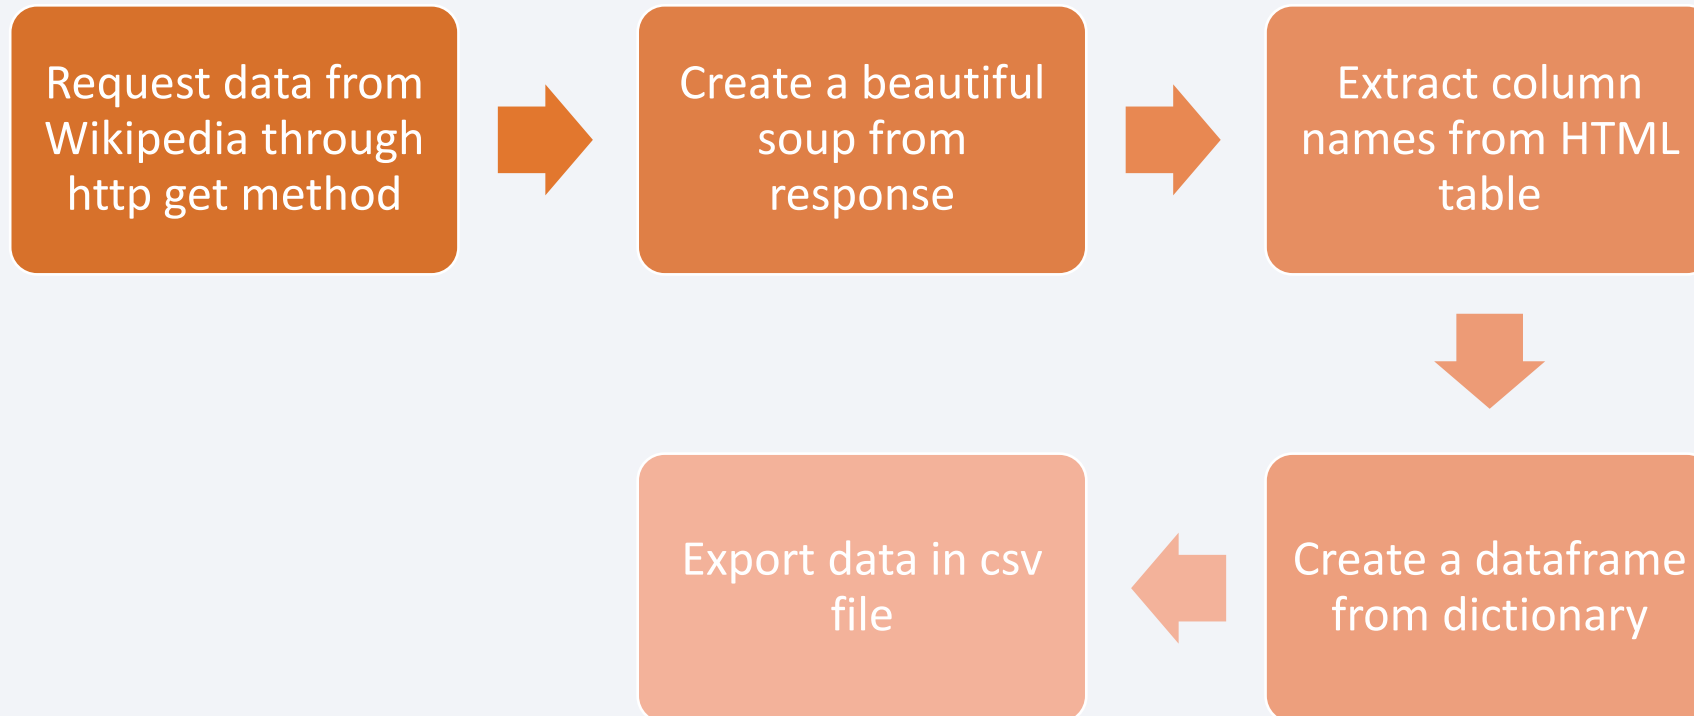 Request data from
Wikipedia through
http get method
Create a beautiful
soup from
response
Extract column
names from HTML
table
Create a dataframe
from dictionary
Export data in csv
file